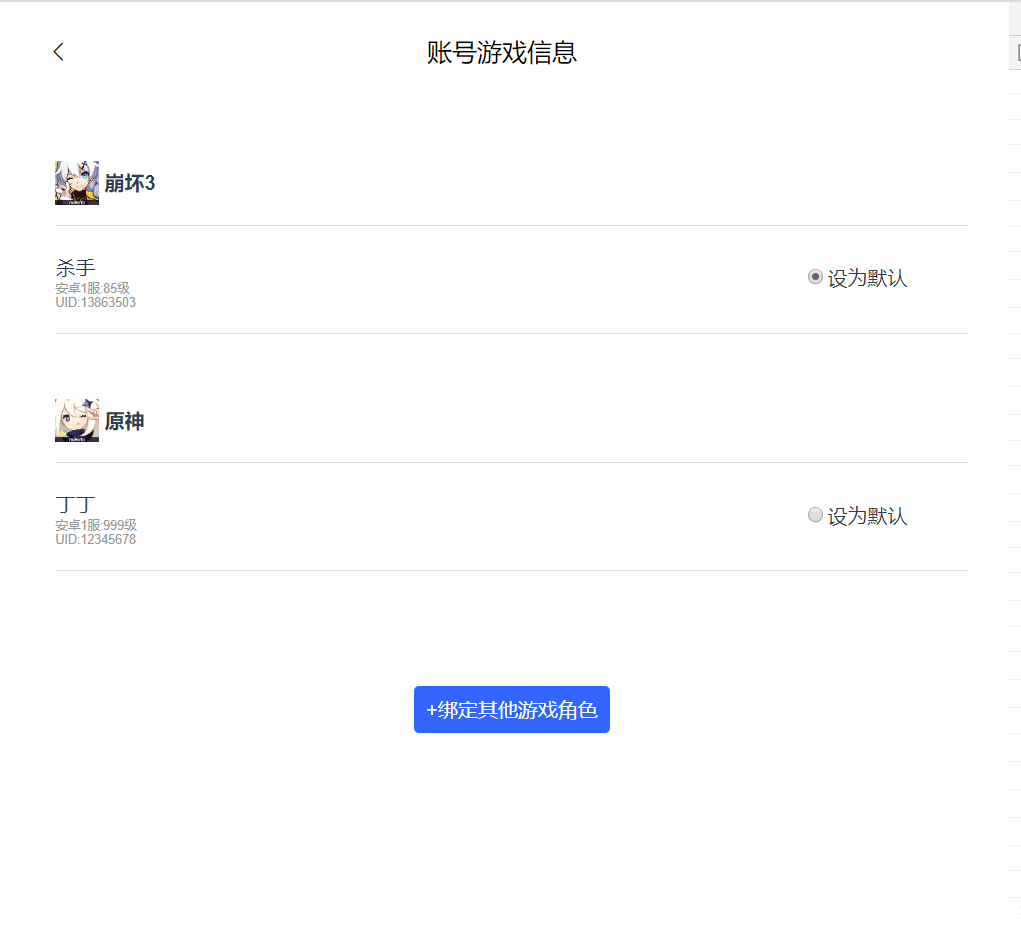 账号游戏信息
崩坏3
杀手
安卓1服:85级
UID:13863503
设为默认
原神
丁丁
安卓1服:999级
UID:12345678
设为默认
+绑定其他游戏角色